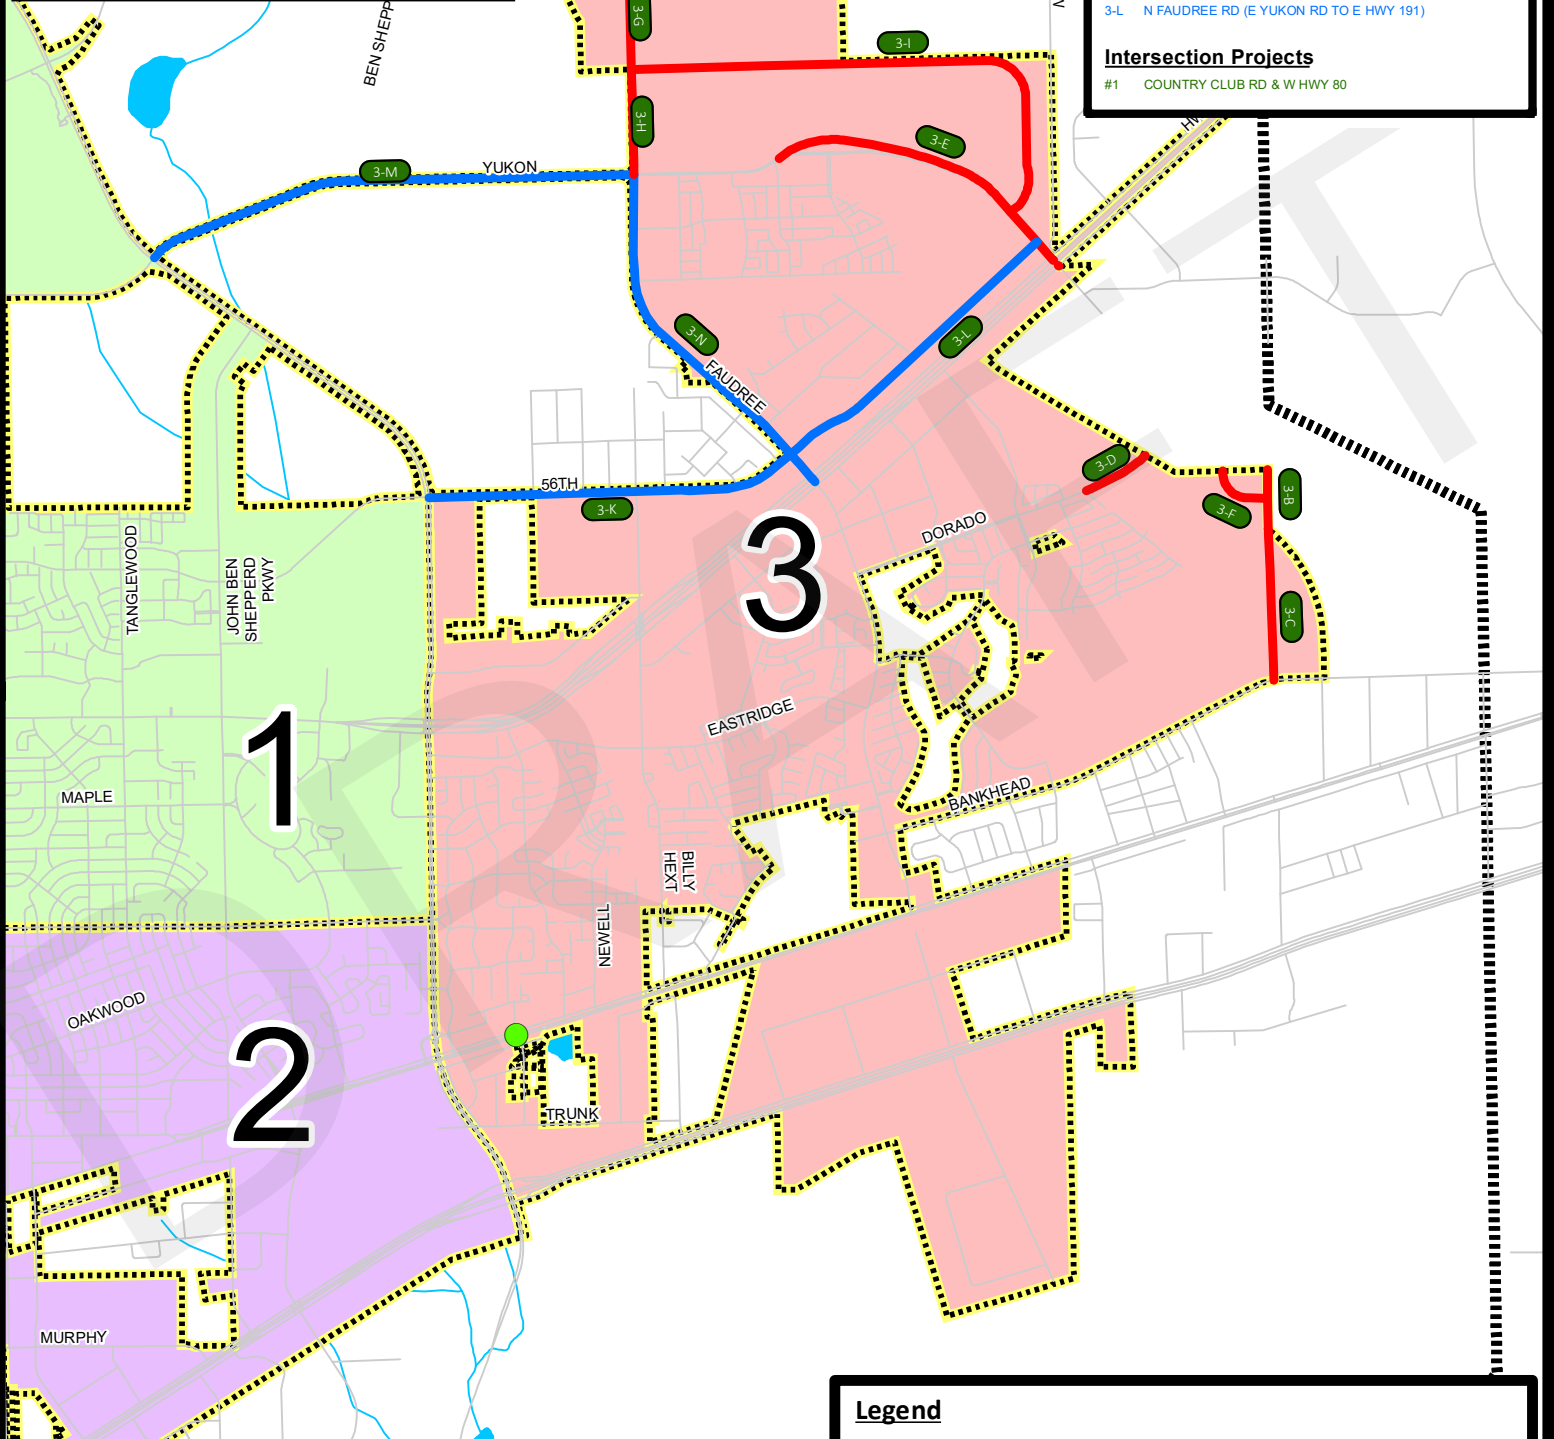 3-L N FAUDREE RD (E YUKON RD TO E HWY 191)
Intersection Projects
#1 COUNTRY CLUB RD & W HWY 80
BEN SHEPP
3-G
3-I
3-H
3-E
3-M
YUKON
3-N
3-L
FAUDREE
56TH
3-K
3-D
3-F
3-B
3-C
DORADO
3
TANGLEWOOD
JOHN BEN
SHEPPERD
PKWY
EASTRIDGE
1
MAPLE
BANKHEAD
BILLY
HEXT
NEWELL
OAKWOOD
2
TRUNK
MURPHY
DRAFT
Legend